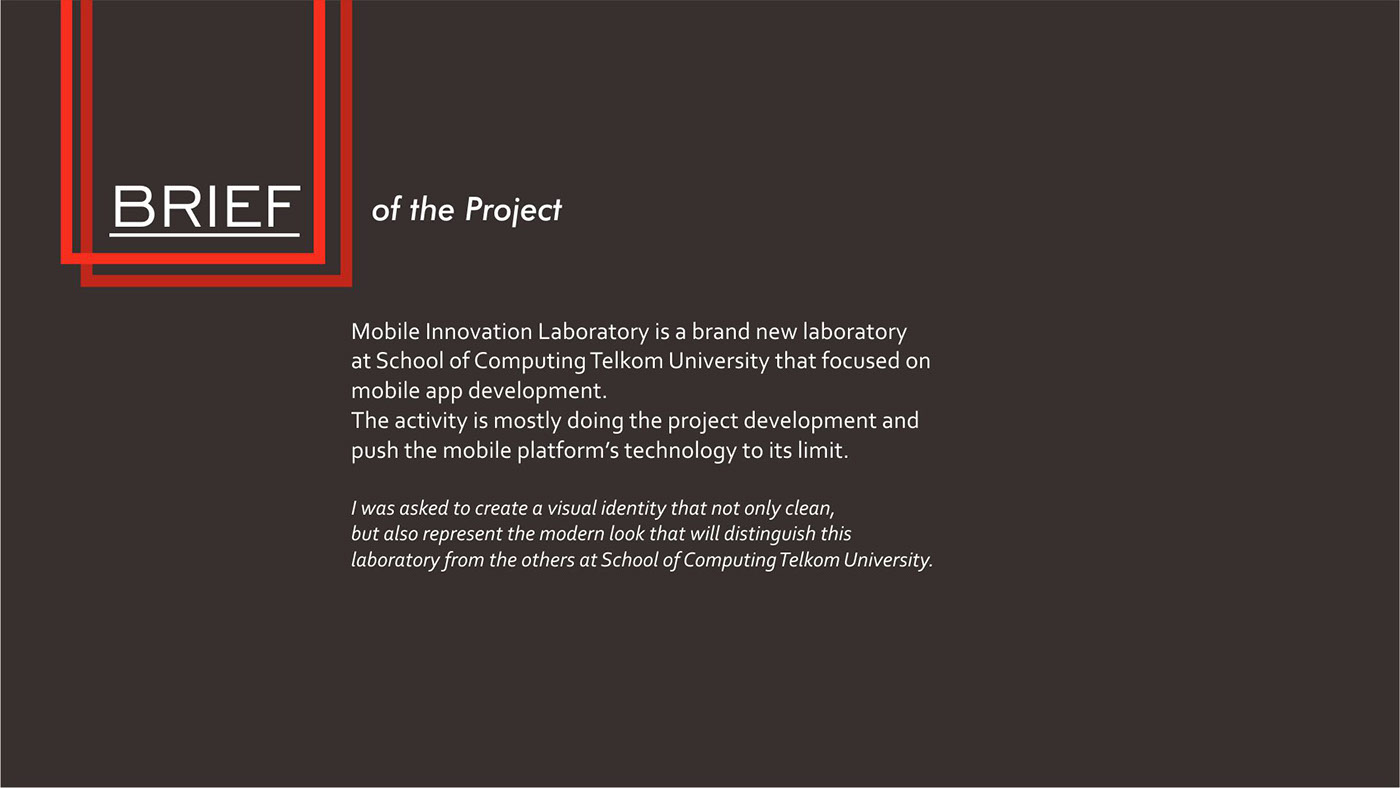 BRIEF of the Project
Mobile Innovation Laboratory is a brand new laboratory
at School of Computing Telkom University that focused on
mobile app development.
The activity is mostly doing the project development and
push the mobile platform’s technology to its limit.
I was asked to create a visual identity that not only clean,
but also represent the modern look that will distinguish this
laboratory from the others at School of Computing Telkom University.